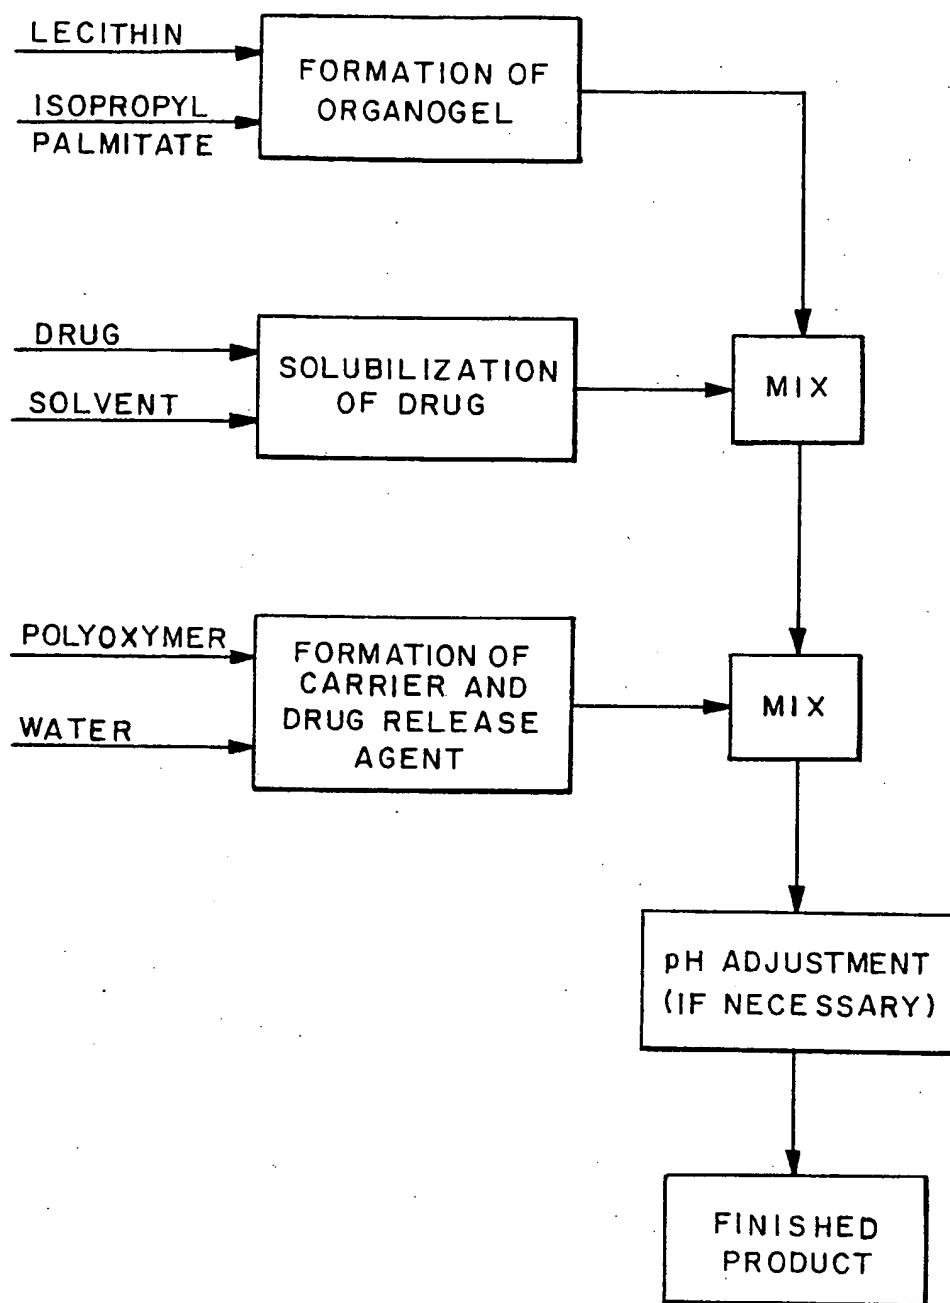 LECITHIN
ISOPROPYL
PALMITATE
FORMATION OF
ORGANOGEL
DRUG
SOLVENT
SOLUBILIZATION
OF DRUG
MIX
POLYOXYMER
WATER
FORMATION OF
CARRIER AND
DRUG RELEASE
AGENT
MIX
pH ADJUSTMENT
(IF NECESSARY)
FINISHED
PRODUCT